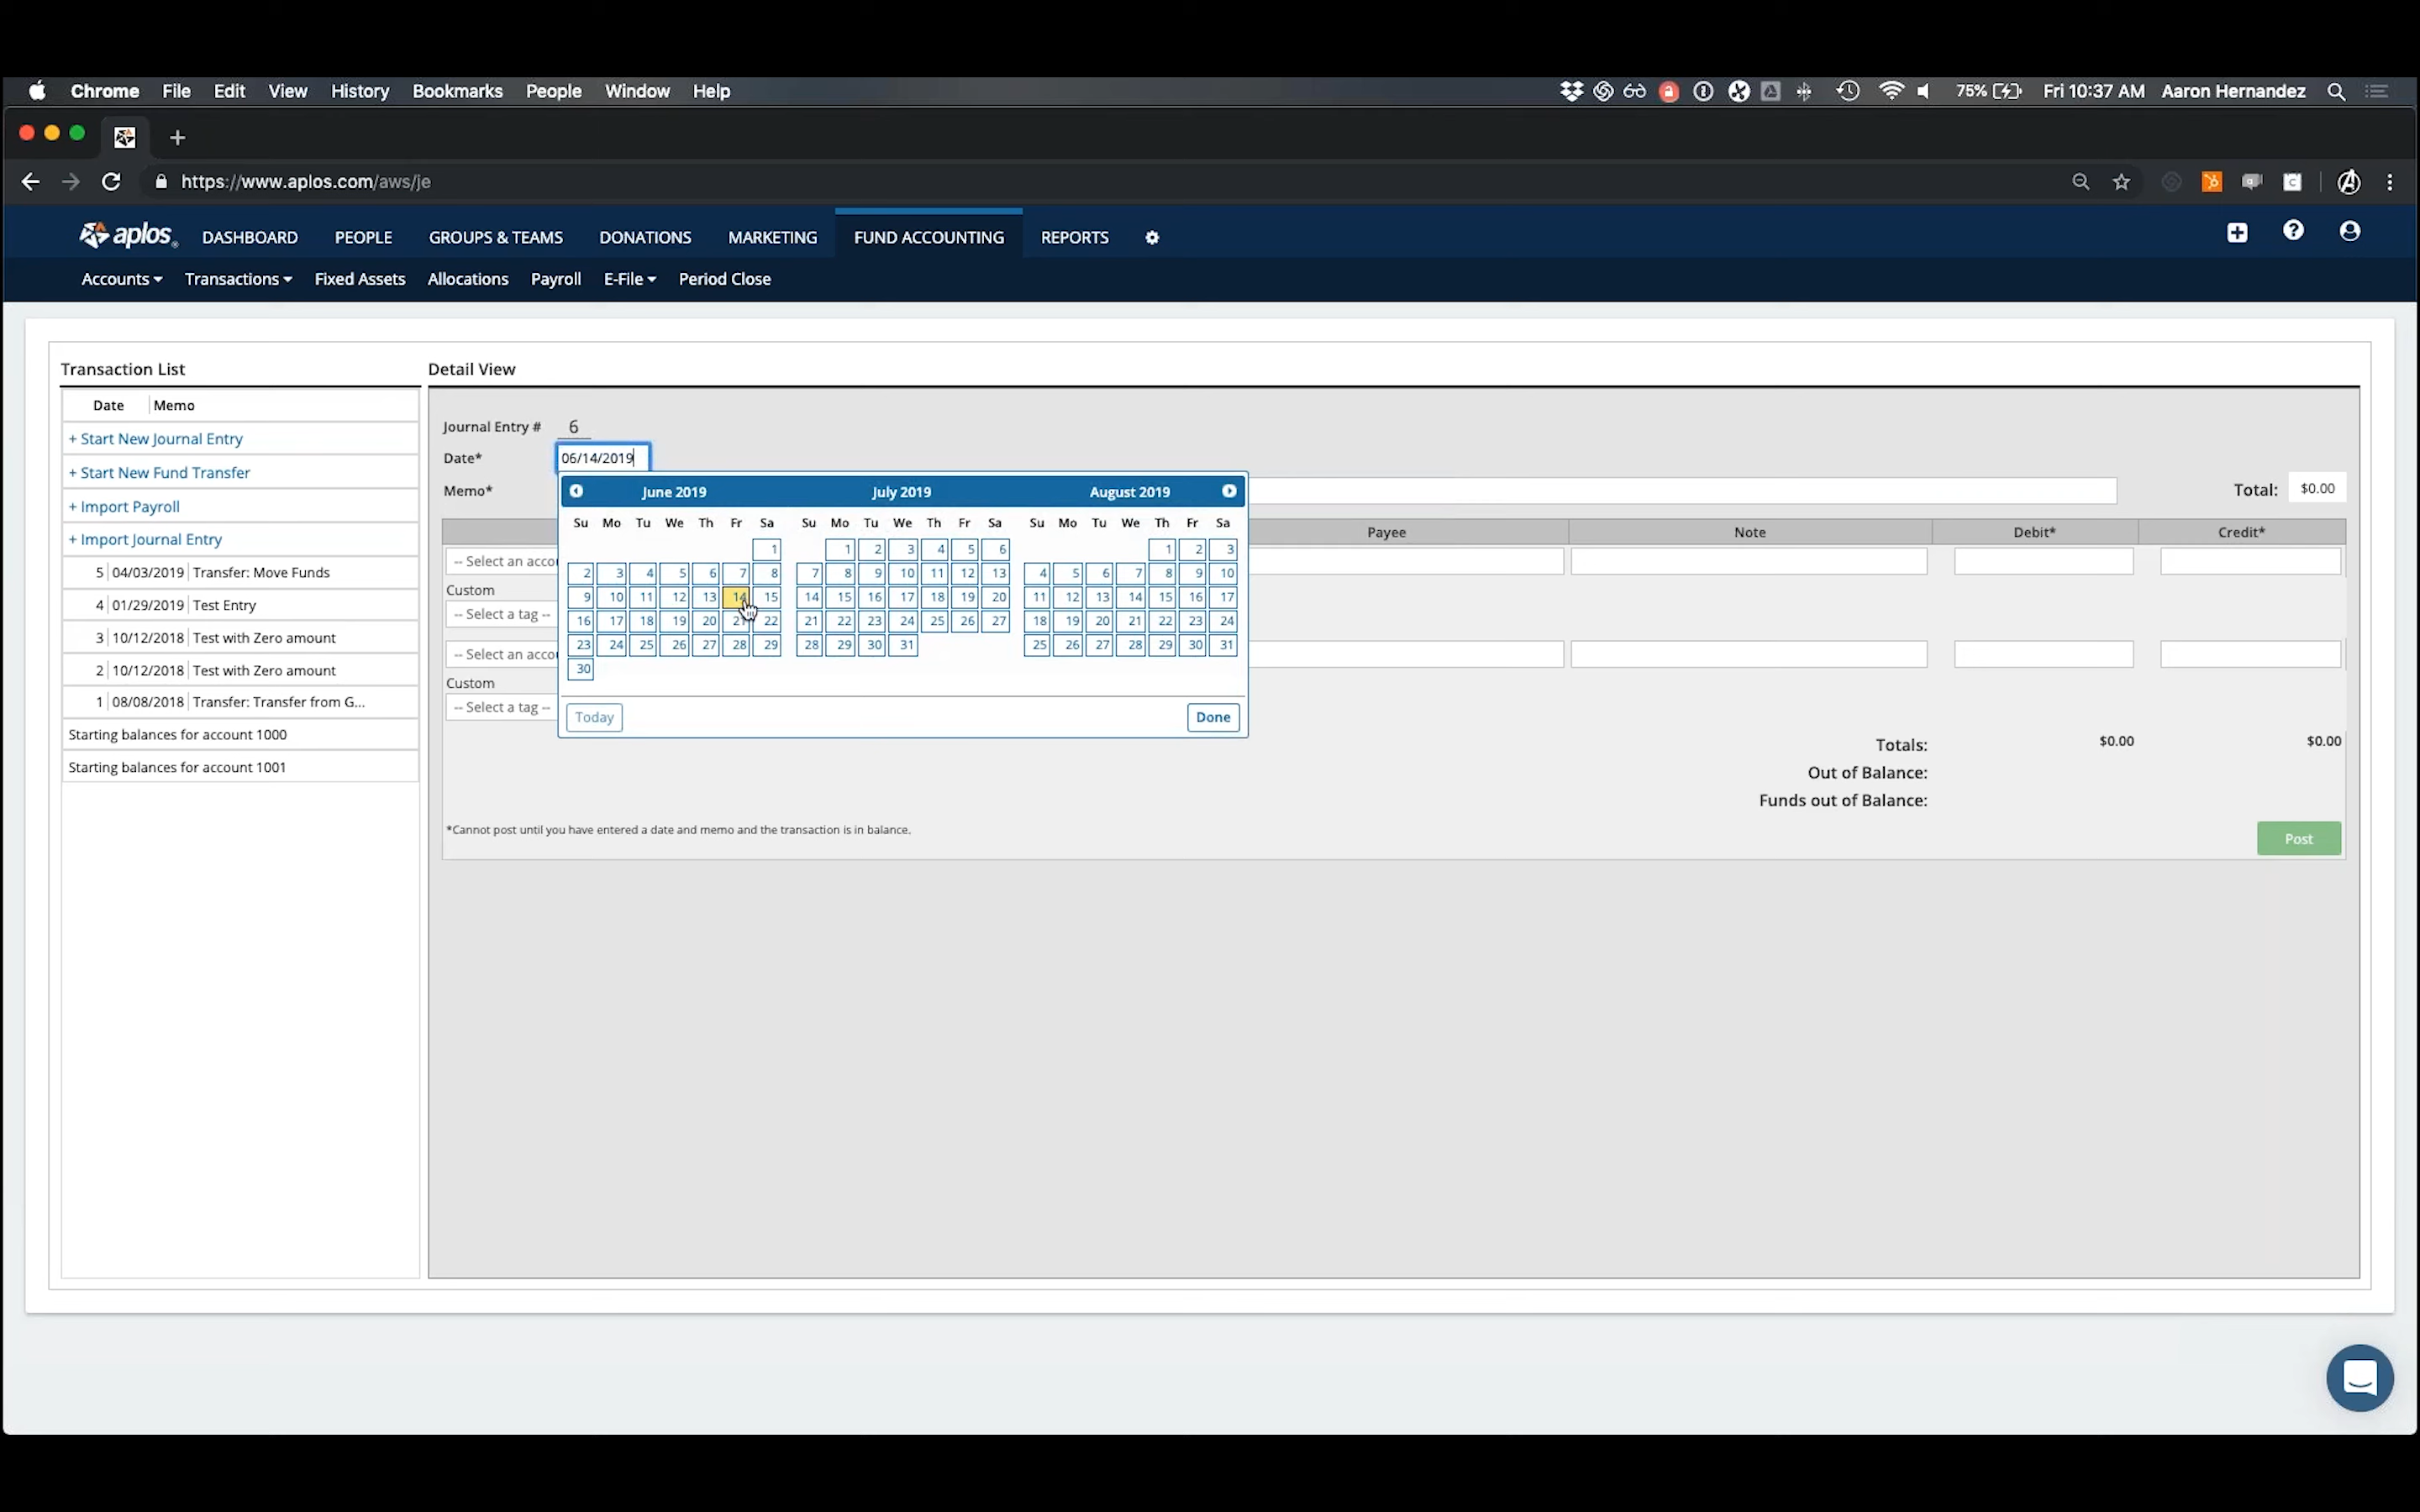 Chrome File Edit View History Bookmarks People Window Help 75% Fri 10:37 AM Aaron Hernandez
https://www.aplos.com/aws/je
aplos DASHBOARD PEOPLE GROUPS & TEAMS DONATIONS MARKETING FUND ACCOUNTING REPORTS
Accounts Transactions Fixed Assets Allocations Payroll E-File Period Close
Transaction List
Date Memo
+ Start New Journal Entry
+ Start New Fund Transfer
+ Import Payroll
+ Import Journal Entry
5 04/03/2019 Transfer: Move Funds
4 01/29/2019 Test Entry
3 10/12/2018 Test with Zero amount
2 10/12/2018 Test with Zero amount
1 08/08/2018 Transfer: Transfer from G...
Starting balances for account 1000
Starting balances for account 1001
Detail View
Journal Entry # 6
Date* 06/14/2019
Memo* Total: $0.00
Payee Note Debit* Credit*
-- Select an acco
Custom
-- Select a tag --
-- Select an acco
Custom
-- Select a tag --
June 2019
Su Mo Tu We Th Fr Sa
1
2 3 4 5 6 7 8
9 10 11 12 13 14 15
16 17 18 19 20 21 22
23 24 25 26 27 28 29
30
July 2019
Su Mo Tu We Th Fr Sa
1 2 3 4 5 6
7 8 9 10 11 12 13
14 15 16 17 18 19 20
21 22 23 24 25 26 27
28 29 30 31
August 2019
Su Mo Tu We Th Fr Sa
1 2 3
4 5 6 7 8 9 10
11 12 13 14 15 16 17
18 19 20 21 22 23 24
25 26 27 28 29 30 31
Today Done
Totals: $0.00 $0.00
Out of Balance:
Funds out of Balance:
*Cannot post until you have entered a date and memo and the transaction is in balance.
Post